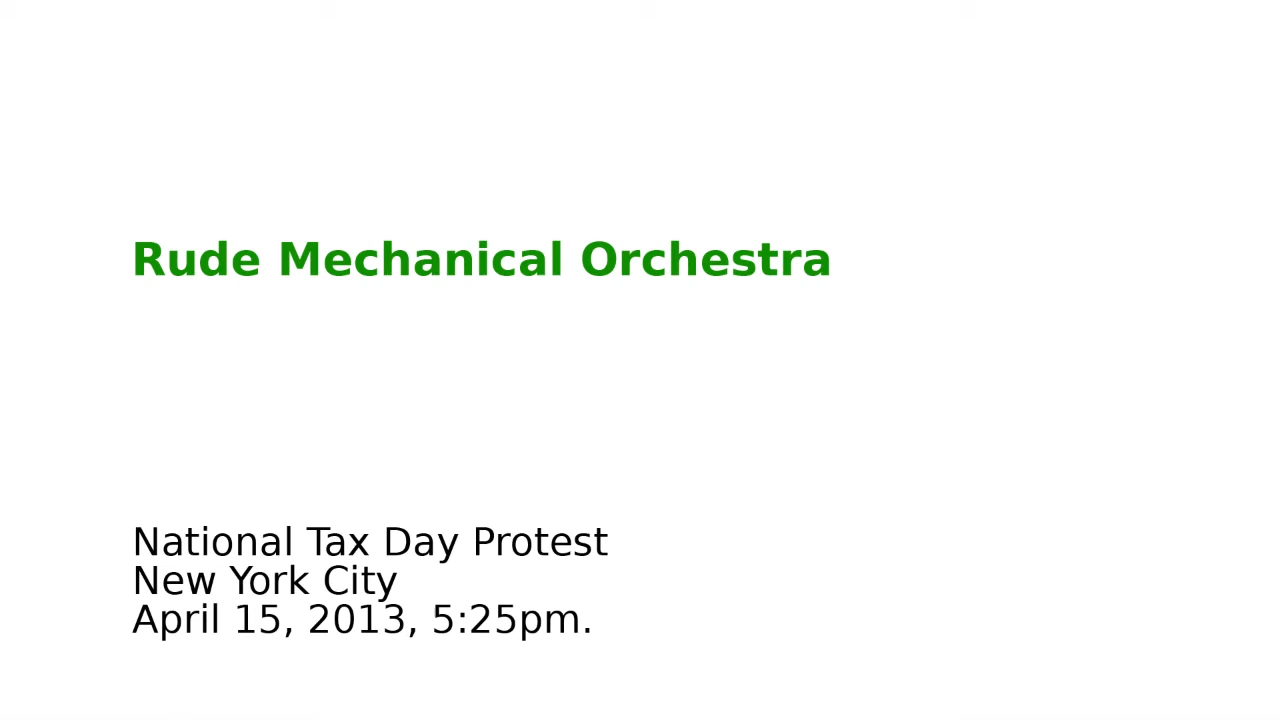 Rude Mechanical Orchestra
National Tax Day Protest
New York City
April 15, 2013, 5:25pm.